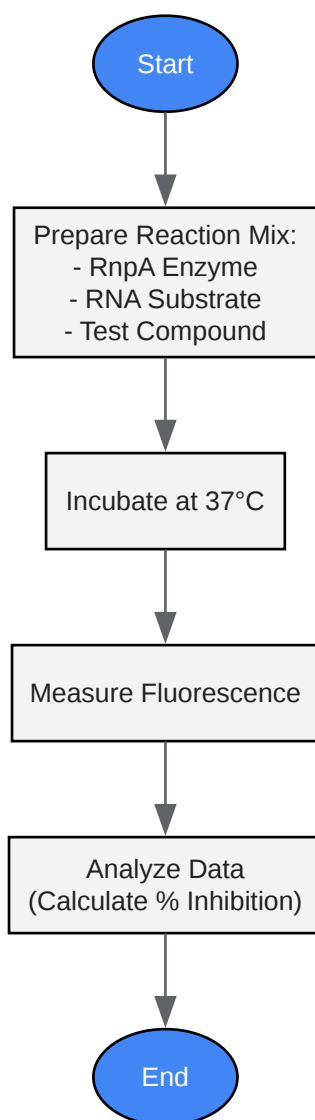 Start
Prepare Reaction Mix:
- RnpA Enzyme
- RNA Substrate
- Test Compound
Incubate at 37°C
Measure Fluorescence
Analyze Data
(Calculate % Inhibition)
End